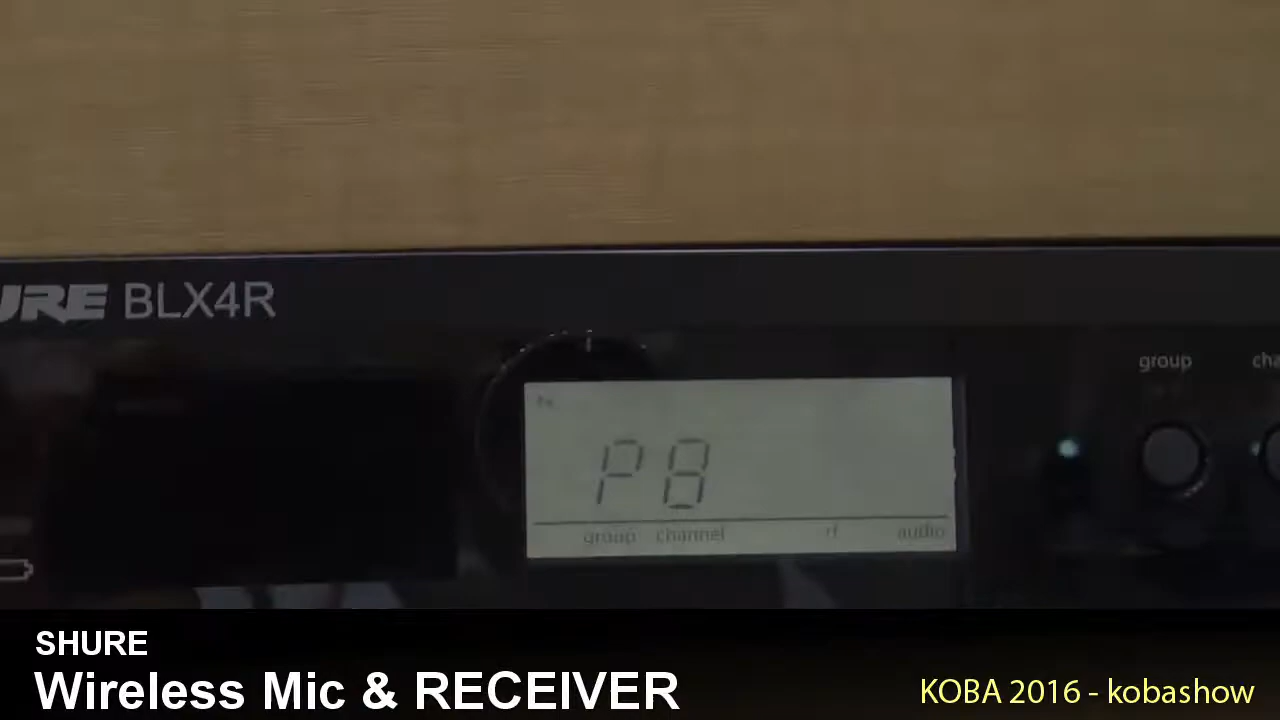 URE BLX4R
group
P8
group channel rf audio
SHURE
Wireless Mic & RECEIVER
KOBA 2016 - kobashow